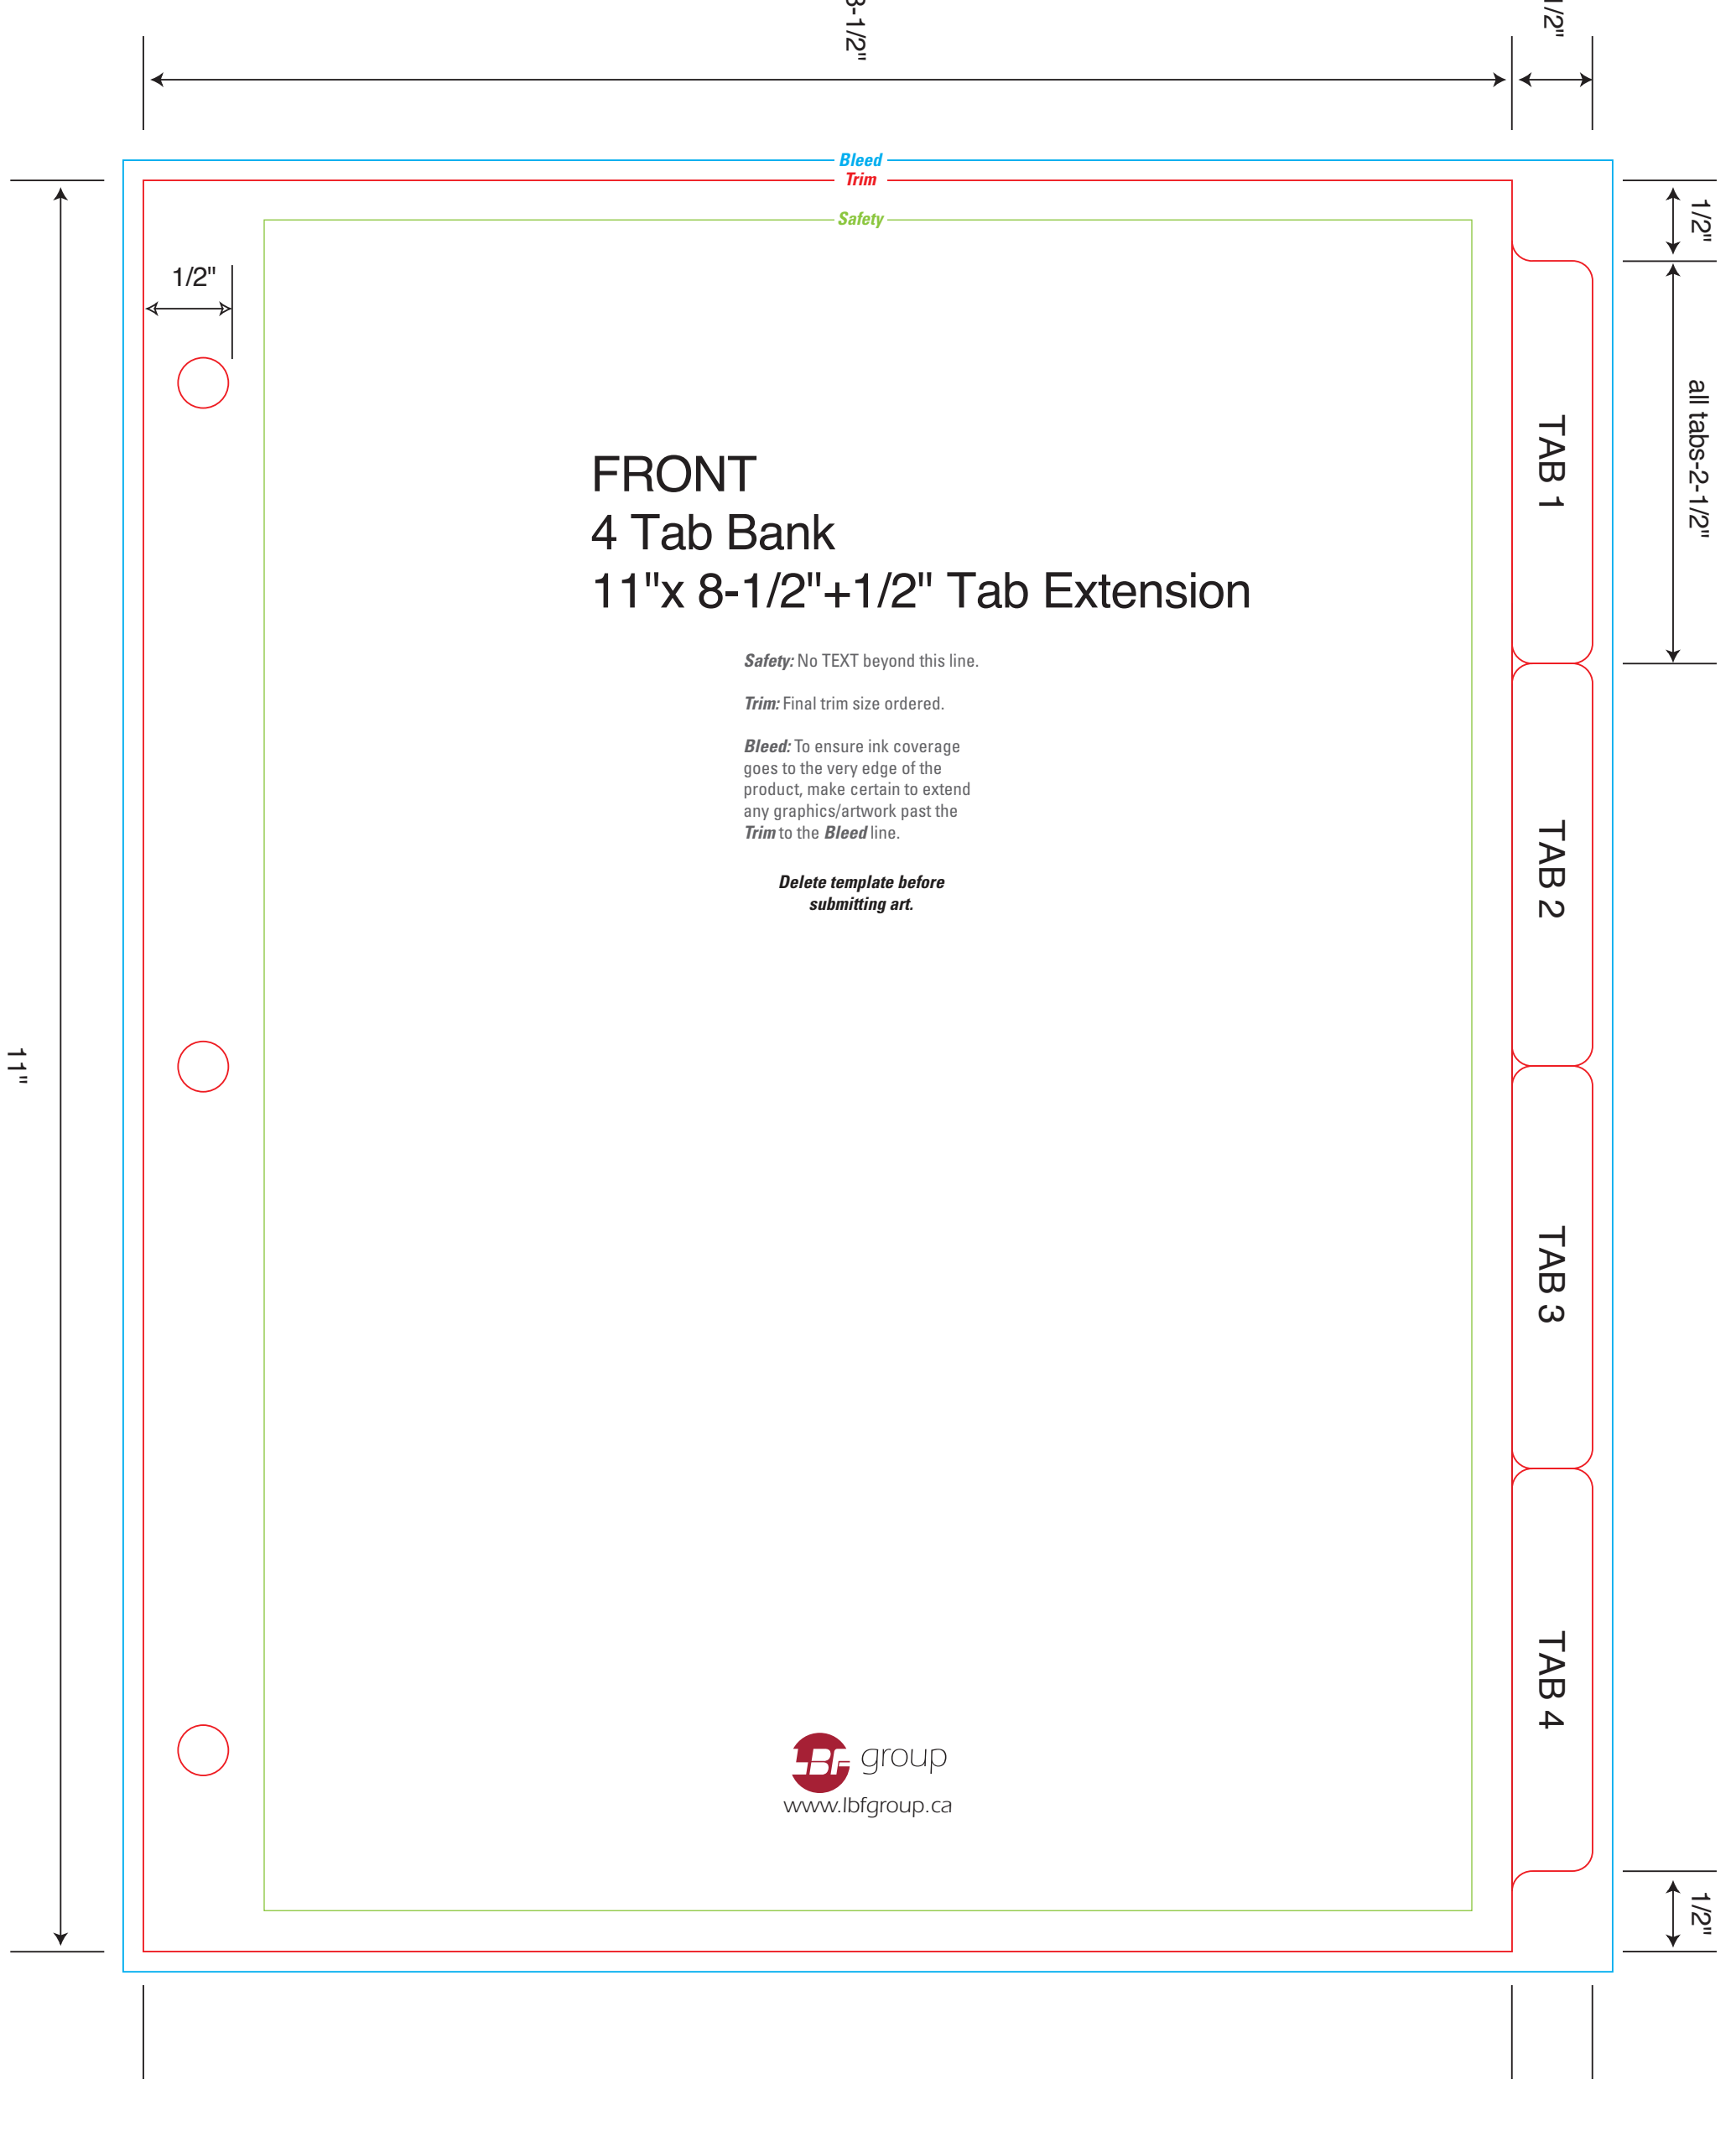 1/2"
Bleed
Trim
Safety
1/2"
1/2"
all tabs-2-1/2"
TAB 1
FRONT
4 Tab Bank
11"x 8-1/2"+1/2" Tab Extension
Safety: No TEXT beyond this line.
Trim: Final trim size ordered.
Bleed: To ensure ink coverage
goes to the very edge of the
product, make certain to extend
any graphics/artwork past the
Trim to the Bleed line.
Delete template before
submitting art.
TAB 2
11"
TAB 3
TAB 4
LBF group
www.lbfgroup.ca
1/2"